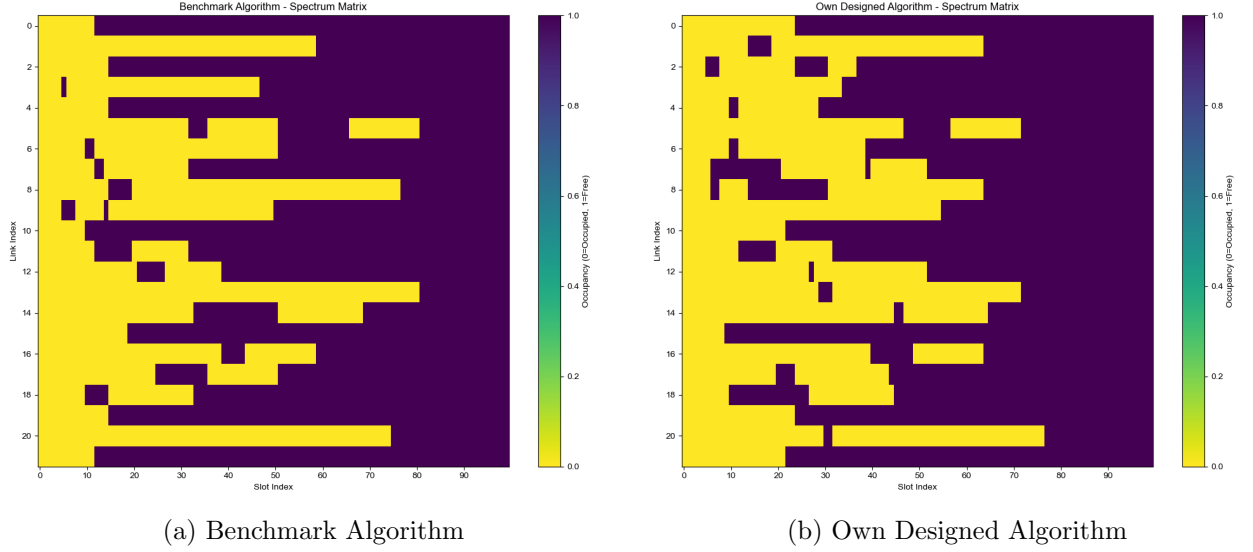 Benchmark Algorithm - Spectrum Matrix
0
2
4
6
8
10
12
14
16
18
20
Link Index
0 10 20 30 40 50 60 70 80 90
Slot Index
1.0
0.8
0.6
0.4
0.2
0.0
Occupancy (0=Occupied, 1=Free)
(a) Benchmark Algorithm
Own Designed Algorithm - Spectrum Matrix
0
2
4
6
8
10
12
14
16
18
20
Link Index
0 10 20 30 40 50 60 70 80 90
Slot Index
1.0
0.8
0.6
0.4
0.2
0.0
Occupancy (0=Occupied, 1=Free)
(b) Own Designed Algorithm